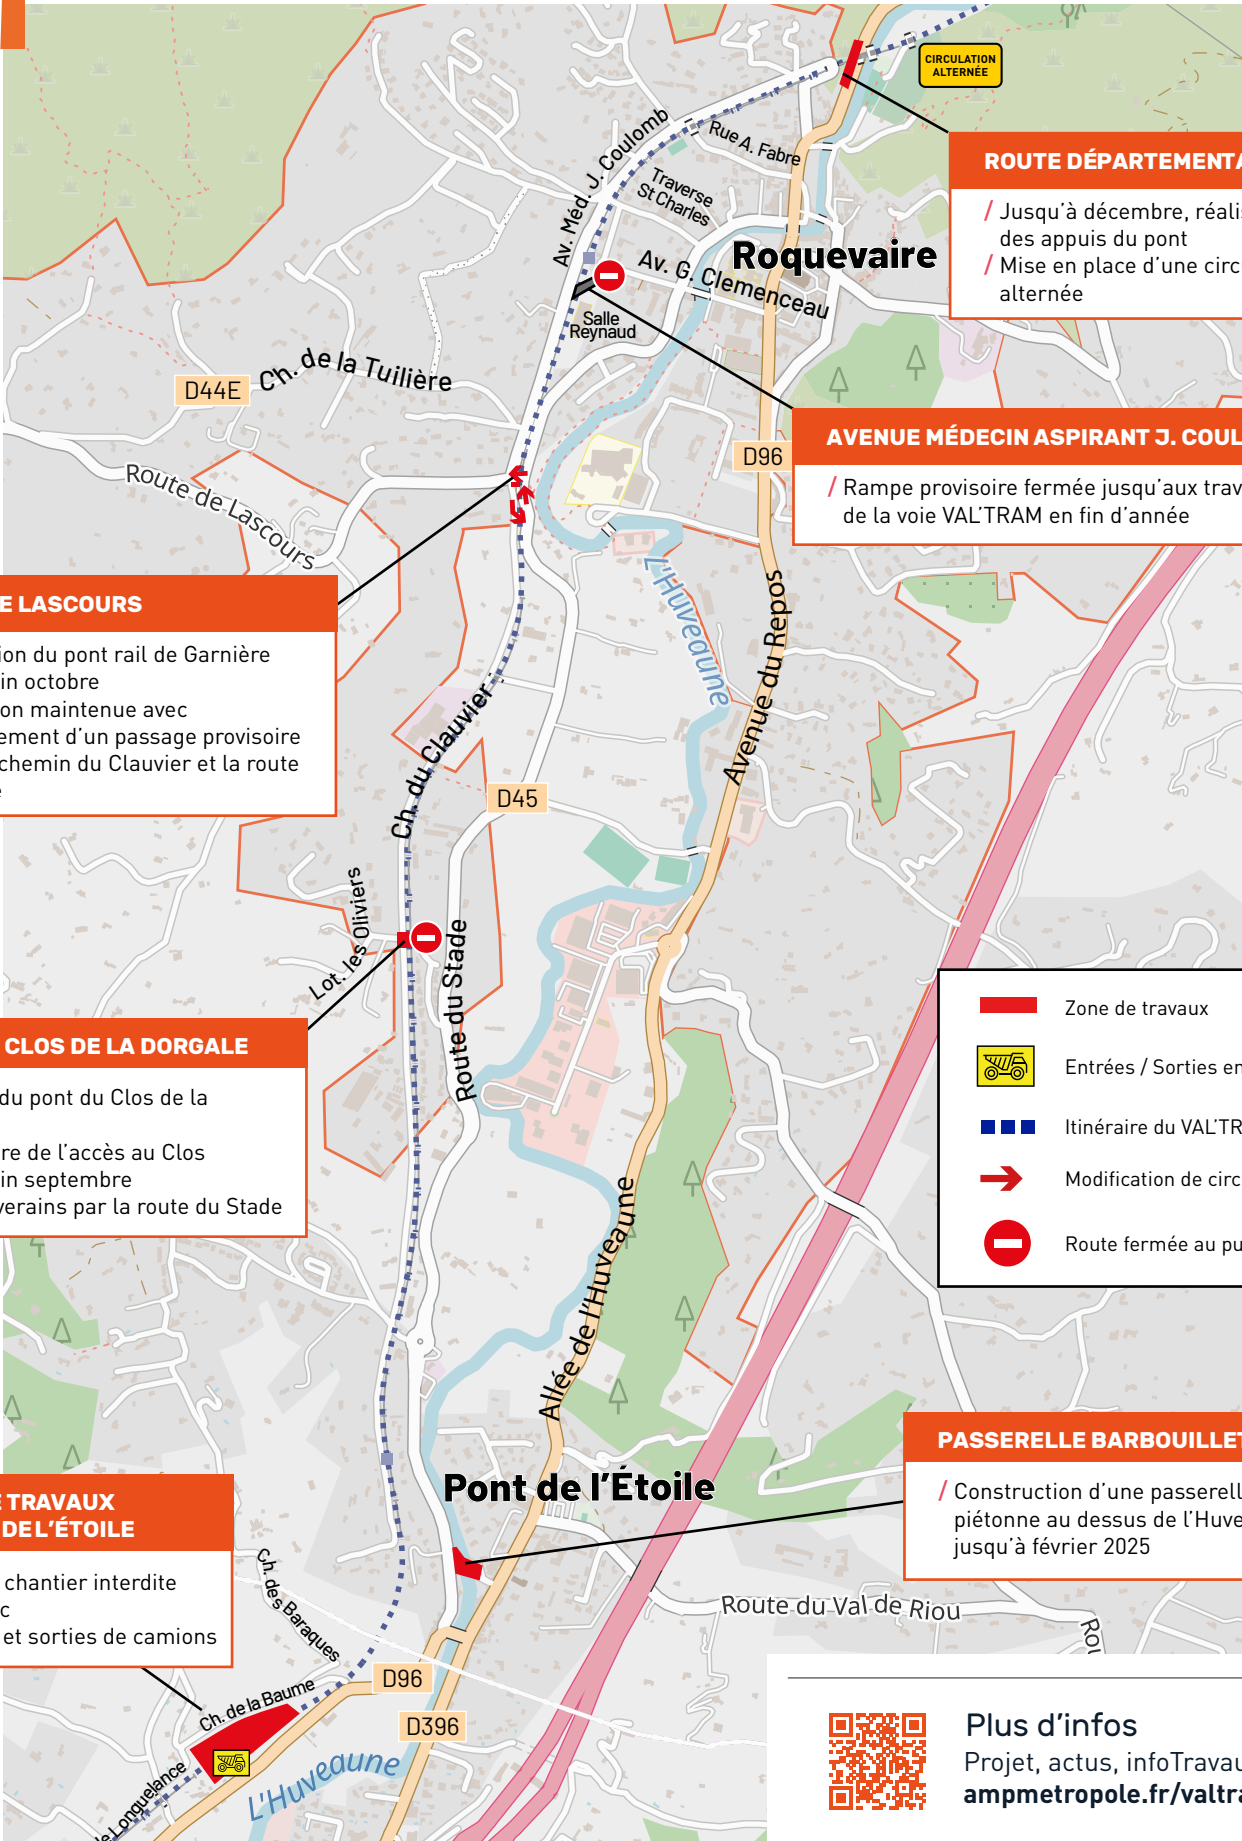 CIRCULATION
ALTERNÉE
Av. Méd. J. Coulomb
Rue A. Fabre
Traverse
St Charles
ROUTE DÉPARTEMENTA
/ Jusqu'à décembre, réalis
des appuis du pont
/ Mise en place d'une circ
alternée
Roquevaire
Av. G. Clemenceau
Salle
Reynaud
Ch. de la Tuilière
D44E
Route de Lascours
D96
AVENUE MÉDECIN ASPIRANT J. COUL
/ Rampe provisoire fermée jusqu'aux trav
de la voie VAL'TRAM en fin d'année
L'Huveaune
Avenue du Repos
E LASCOURS
ion du pont rail de Garnière
in octobre
on maintenue avec
ement d'un passage provisoire
chemin du Clauvier et la route
Ch. du Clauvier
D45
Lot. les Oliviers
Route du Stade
CLOS DE LA DORGALE
du pont du Clos de la
re de l'accès au Clos
in septembre
verains par la route du Stade
Zone de travaux
Entrées / Sorties en
Itinéraire du VAL'TR
Modification de circ
Route fermée au pu
Allée de l'Huveaune
Pont de l'Étoile
PASSERELLE BARBOUILLET
/ Construction d'une passerell
piétonne au dessus de l'Huve
jusqu'à février 2025
E TRAVAUX
DE L'ÉTOILE
chantier interdite
c
et sorties de camions
Ch. des Baraques
Route du Val de Riou
Rou
Ch. de la Baume
D96
D396
L'Huveaune
de Longuelance
Plus d'infos
Projet, actus, infoTravau
ampmetropole.fr/valtra